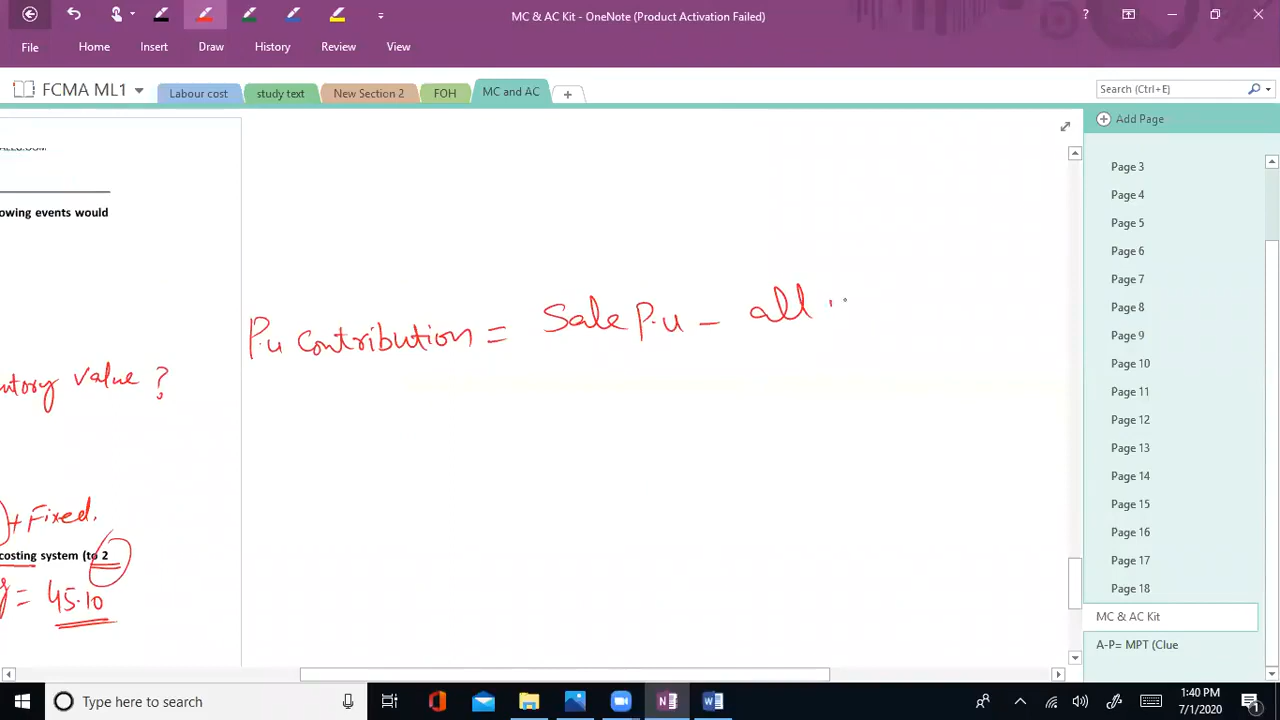 MC & AC Kit - OneNote (Product Activation Failed)
?
File Home Insert Draw History Review View
FCMA ML1
Labour cost study text New Section 2 FOH MC and AC
Search (Ctrl+E)
Add Page
Page 3
Page 4
Page 5
Page 6
Page 7
Page 8
Page 9
Page 10
Page 11
Page 12
Page 13
Page 14
Page 15
Page 16
Page 17
Page 18
MC & AC Kit
A-P= MPT (Clue
owing events would
P.u Contribution = Sale P.u - all
ntory value ?
) + Fixed.
costing system (to 2
= 45.10
Type here to search
1:40 PM
7/1/2020
1